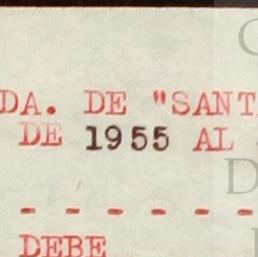 DA. DE "SANT
DE 1955 AL
- - - - - -
DEBE